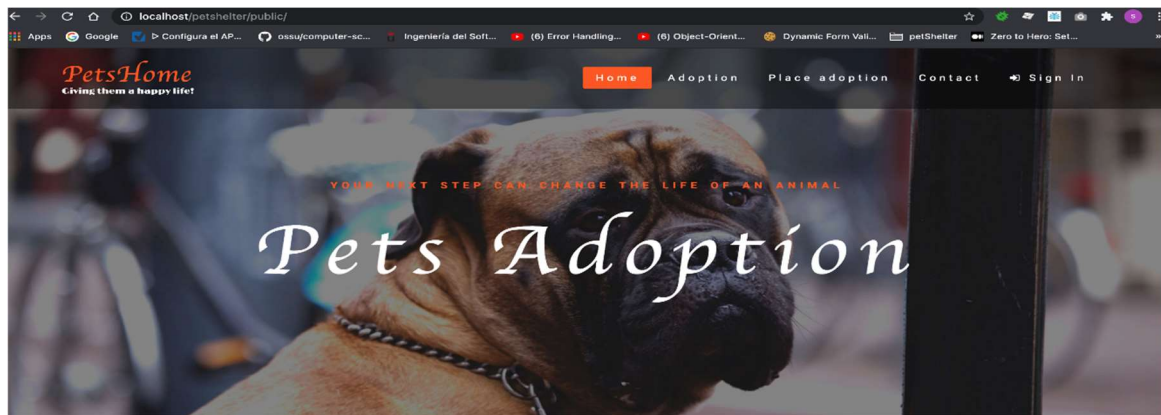 localhost/petshelter/public/
S
Apps Google ▷ Configura el AP... ossu/computer-sc... Ingeniería del Soft... (6) Error Handling... (6) Object-Orient... Dynamic Form Vali... petShelter Zero to Hero: Set... »
PetsHome
Giving them a happy life!
Home Adoption Place adoption Contact Sign In
YOUR NEXT STEP CAN CHANGE THE LIFE OF AN ANIMAL
Pets Adoption